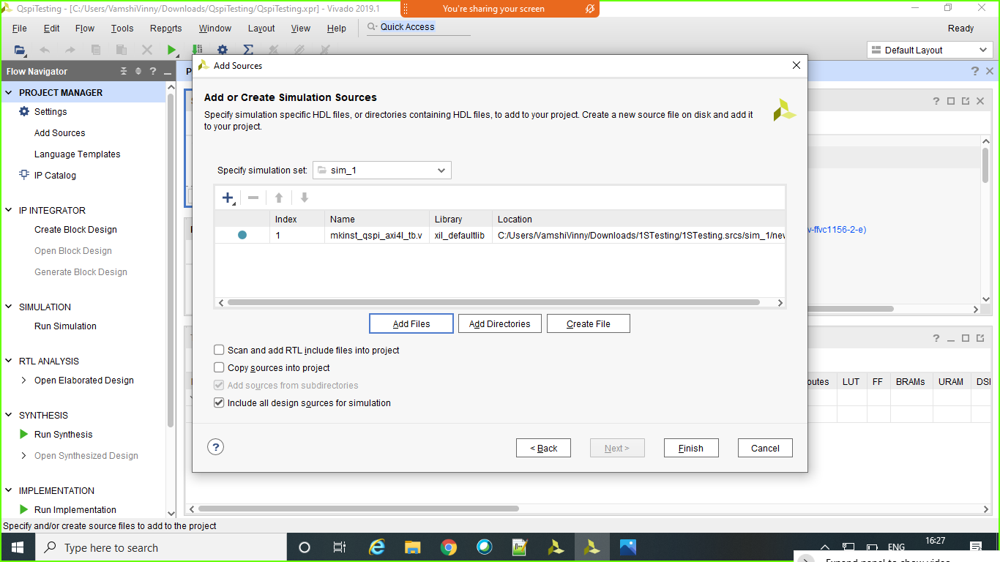 QspiTesting - [C:/Users/VamshiVinny/Downloads/QspiTesting/QspiTesting.xpr] - Vivado 2019.1
You're sharing your screen
File Edit Flow Tools Reports Window Layout View Help
Quick Access
Ready
Default Layout
Flow Navigator
PROJECT MANAGER
Settings
Add Sources
Language Templates
IP Catalog
IP INTEGRATOR
Create Block Design
Open Block Design
Generate Block Design
SIMULATION
Run Simulation
RTL ANALYSIS
Open Elaborated Design
SYNTHESIS
Run Synthesis
Open Synthesized Design
IMPLEMENTATION
Run Implementation
Add Sources
Add or Create Simulation Sources
Specify simulation specific HDL files, or directories containing HDL files, to add to your project. Create a new source file on disk and add it
to your project.
Specify simulation set: sim_1
Index Name Library Location
1 mkinst_qspi_axi4l_tb.v xil_defaultlib C:/Users/VamshiVinny/Downloads/1STesting/1STesting.srcs/sim_1/new
Add Files Add Directories Create File
Scan and add RTL include files into project
Copy sources into project
Add sources from subdirectories
Include all design sources for simulation
? < Back Next > Finish Cancel
v-ffvc1156-2-e)
outes LUT FF BRAMs URAM DSI
Specify and/or create source files to add to the project
Type here to search
ENG
16:27
Expand panel to show video